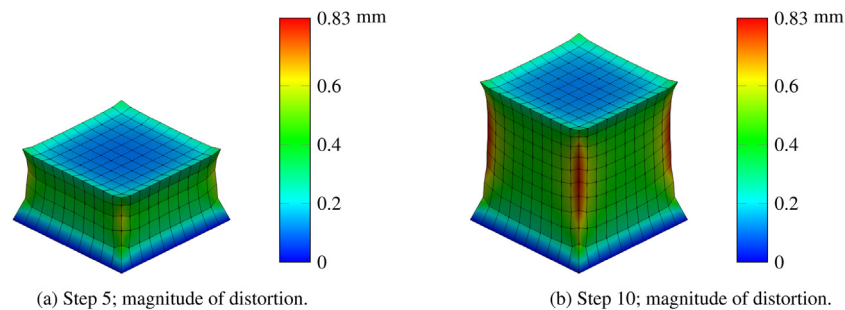 0.83 mm
0.6
0.4
0.2
0
(a) Step 5; magnitude of distortion.
0.83 mm
0.6
0.4
0.2
0
(b) Step 10; magnitude of distortion.